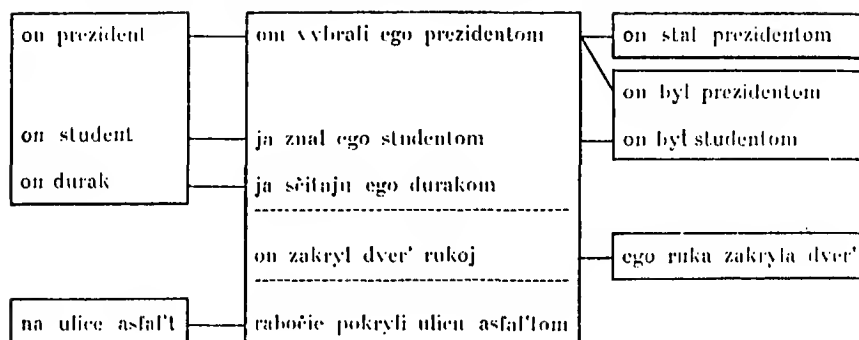 on prezident oni vybrali ego prezidentom on stal prezidentom
on byl prezidentom
on student ja znal ego studentom on byl studentom
on durak ja sčitaju ego durakom
on zakryl dver' rukoj ego ruka zakryla dver'
na ulice asfal't rabočie pokryli ulicu asfal'tom